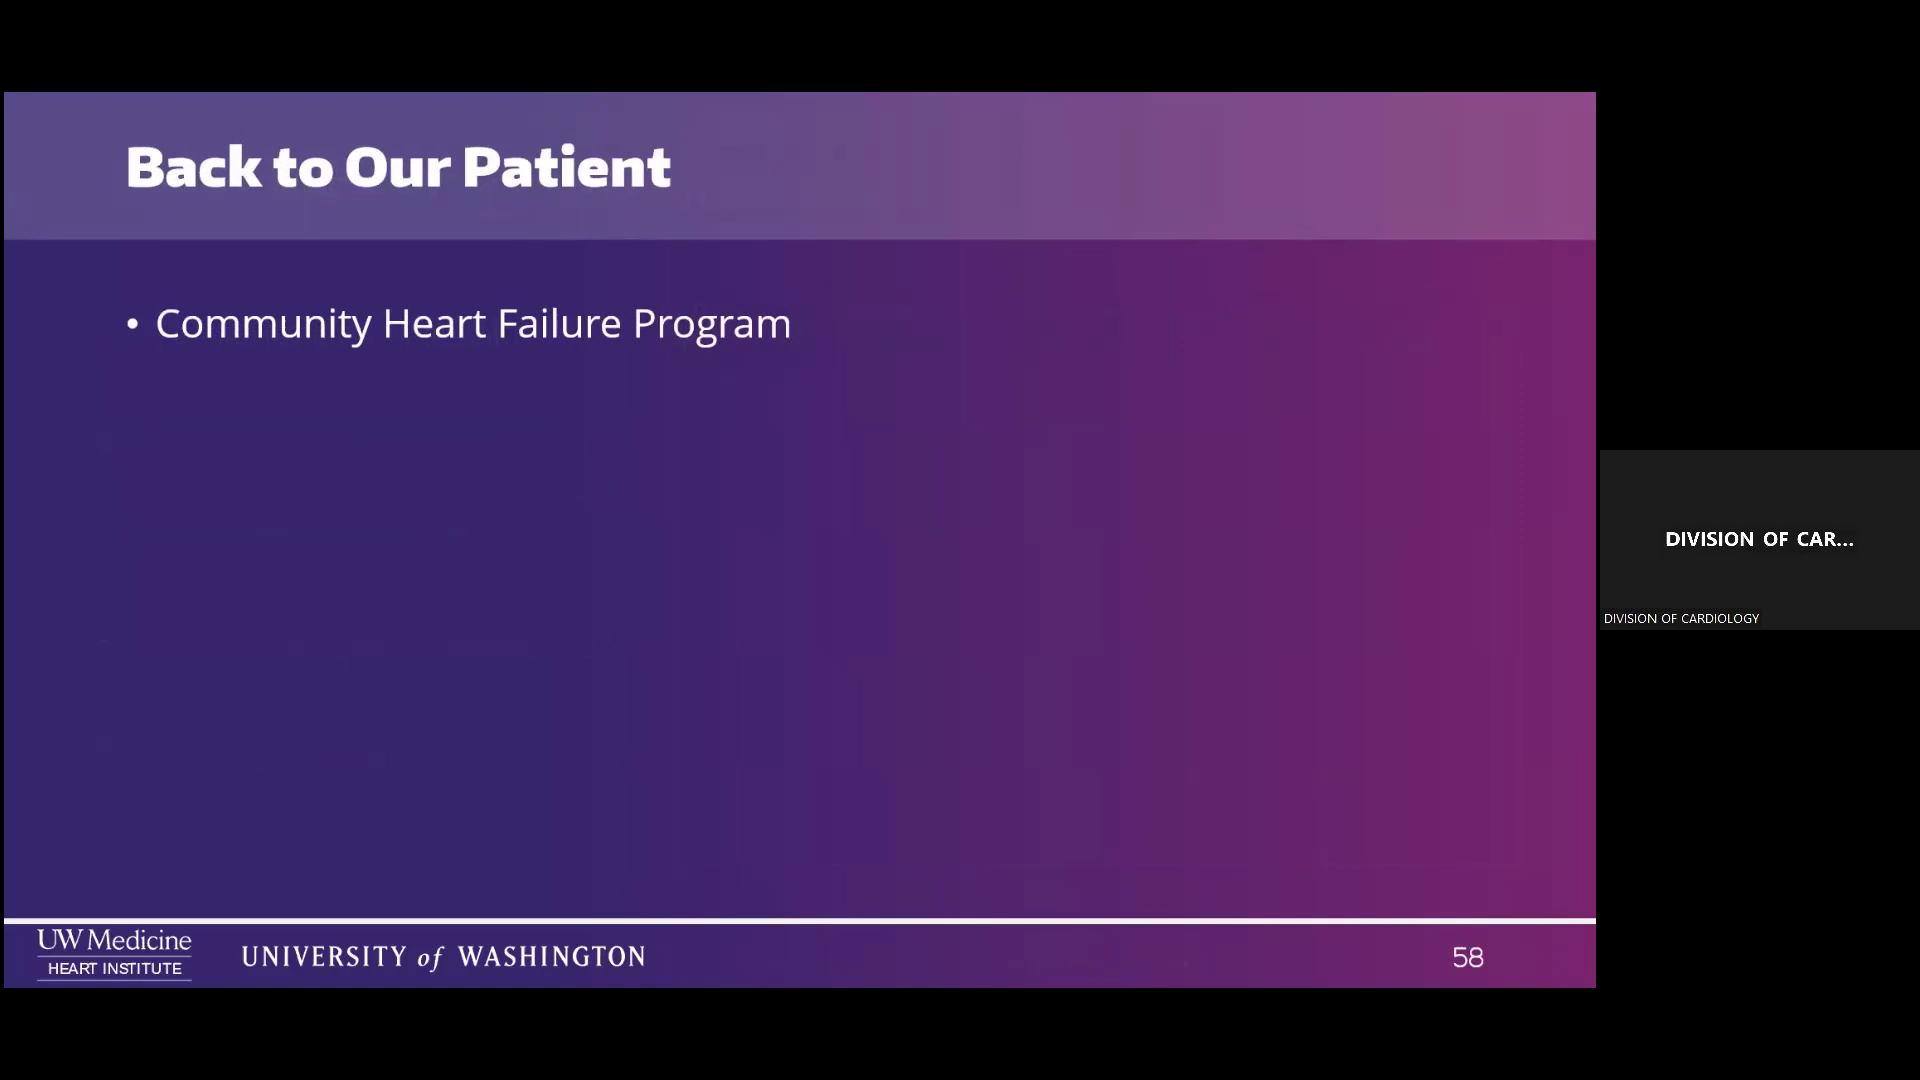 Back to Our Patient
• Community Heart Failure Program
UW Medicine
HEART INSTITUTE
UNIVERSITY of WASHINGTON
58
DIVISION OF CAR...
DIVISION OF CARDIOLOGY